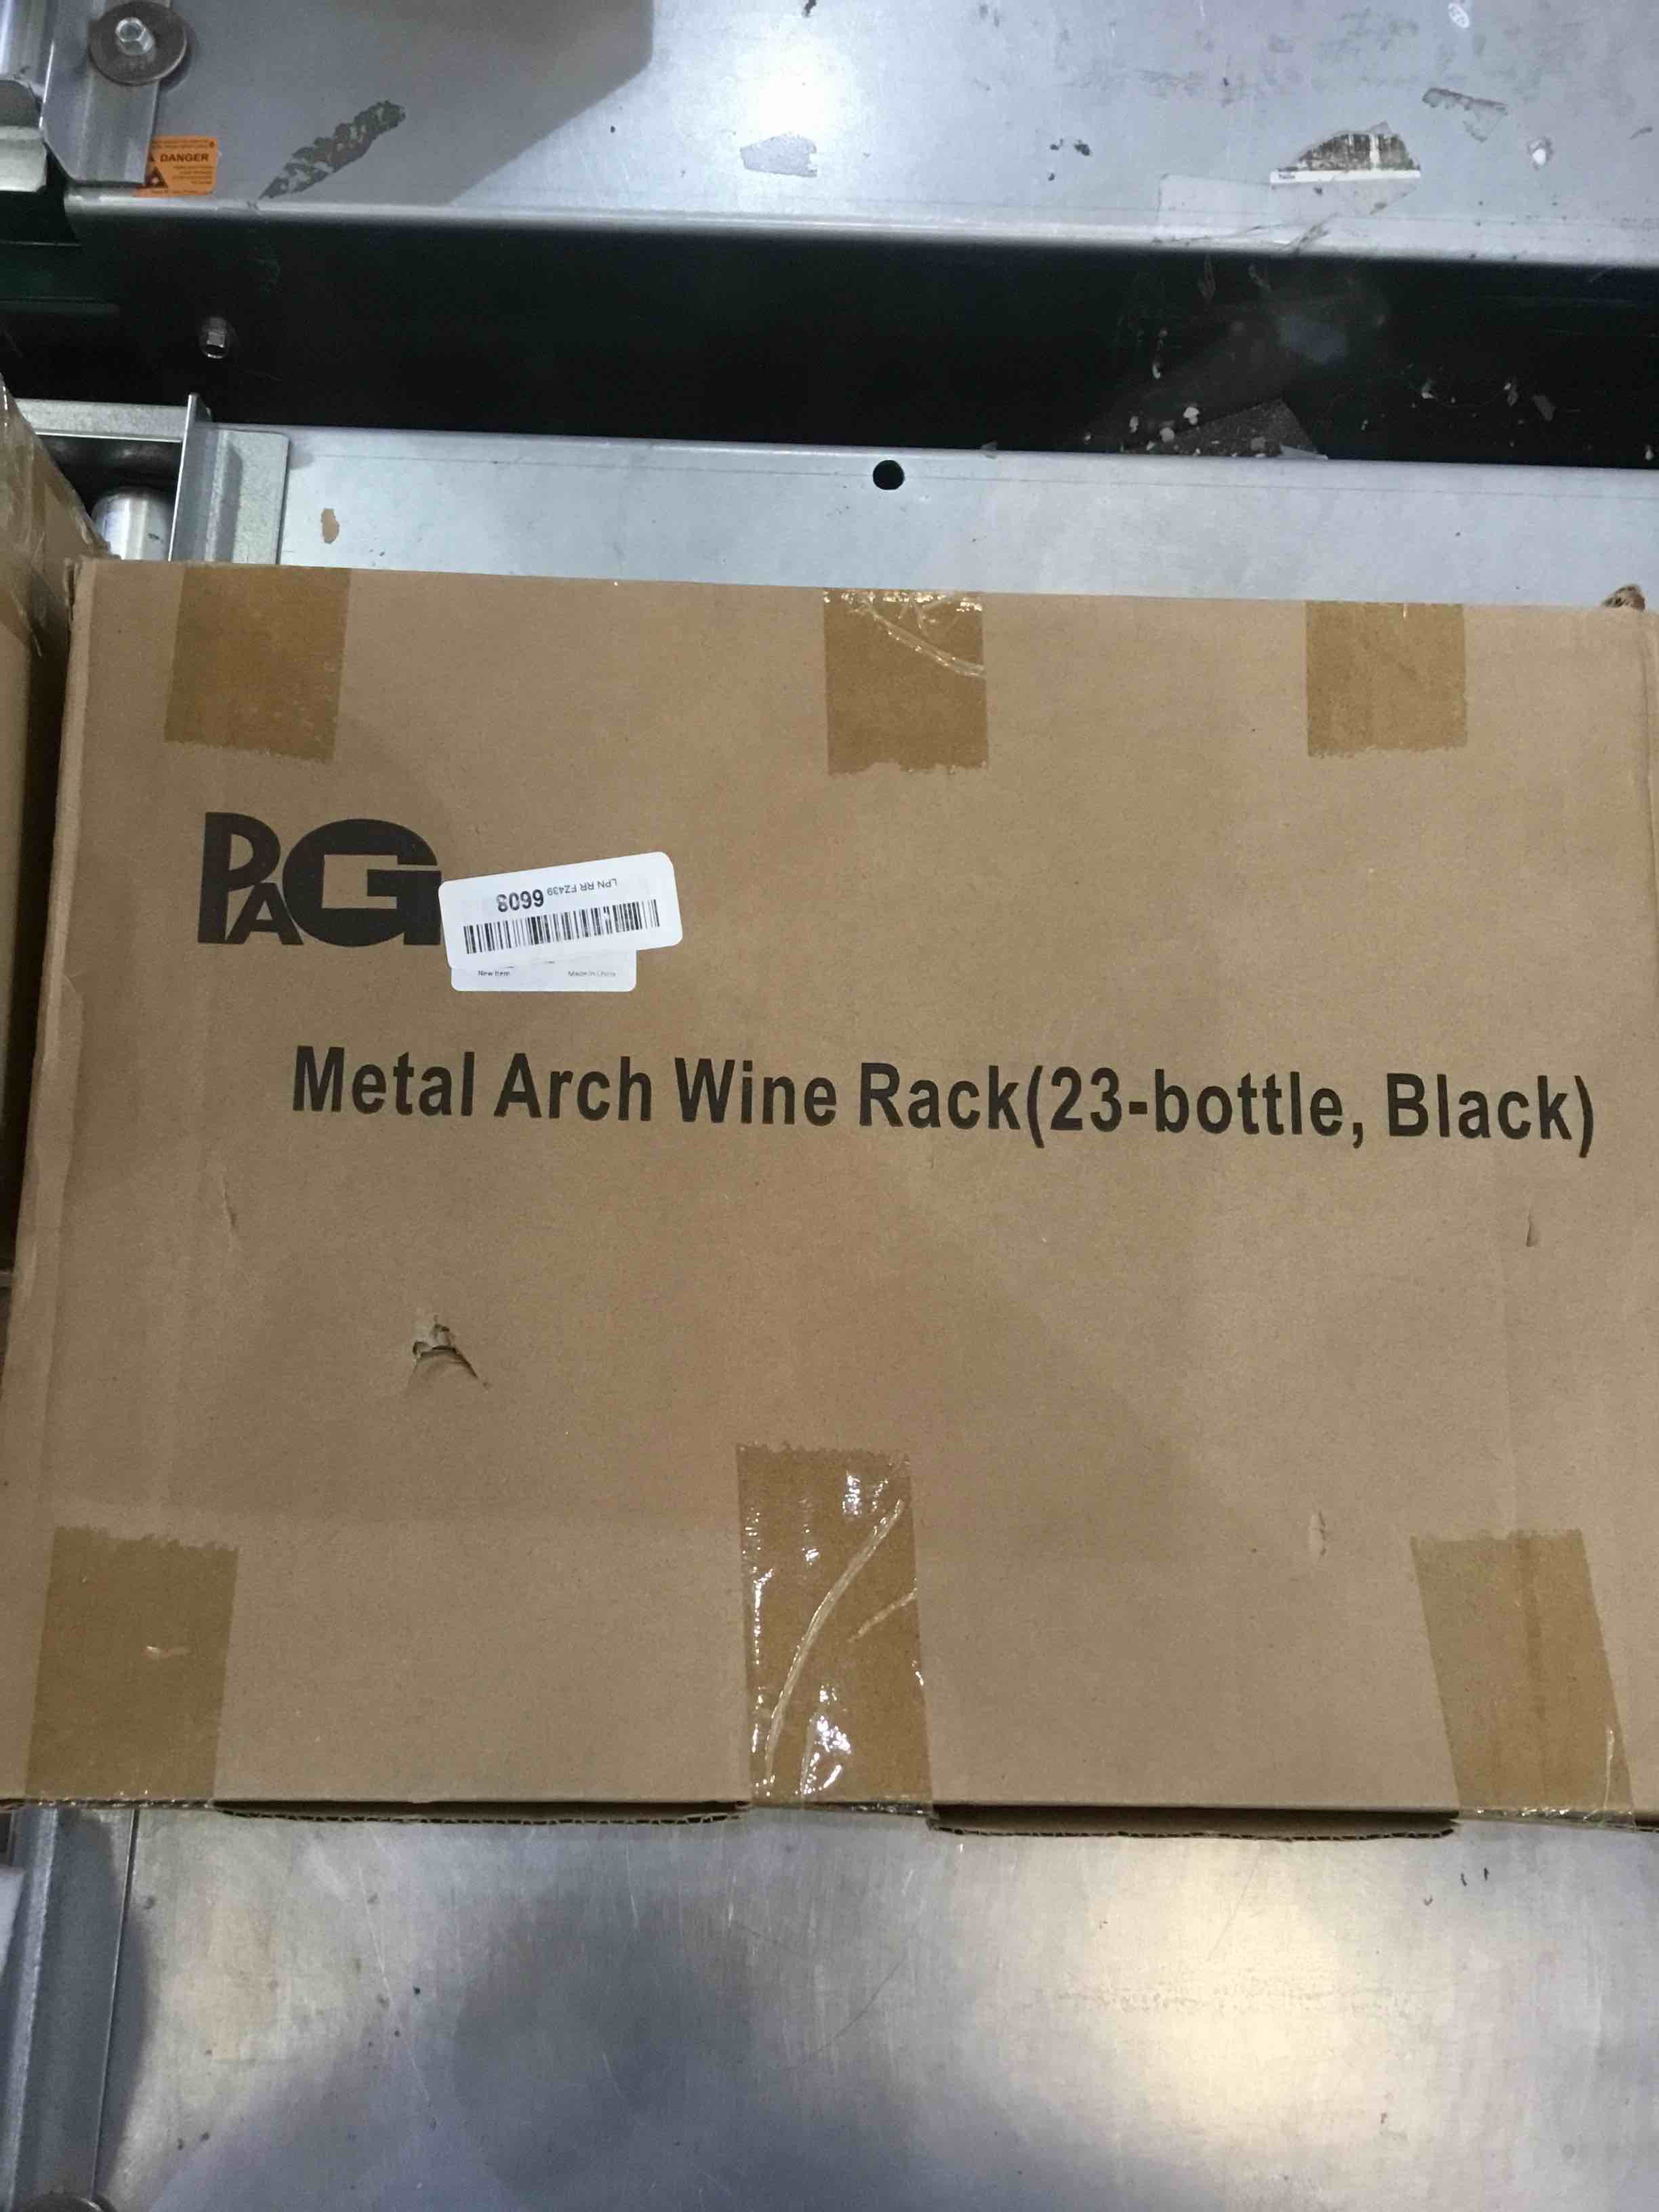 DANGER
PAG
LPN RR FZ439
6608
New Item Made in China
Metal Arch Wine Rack(23-bottle, Black)